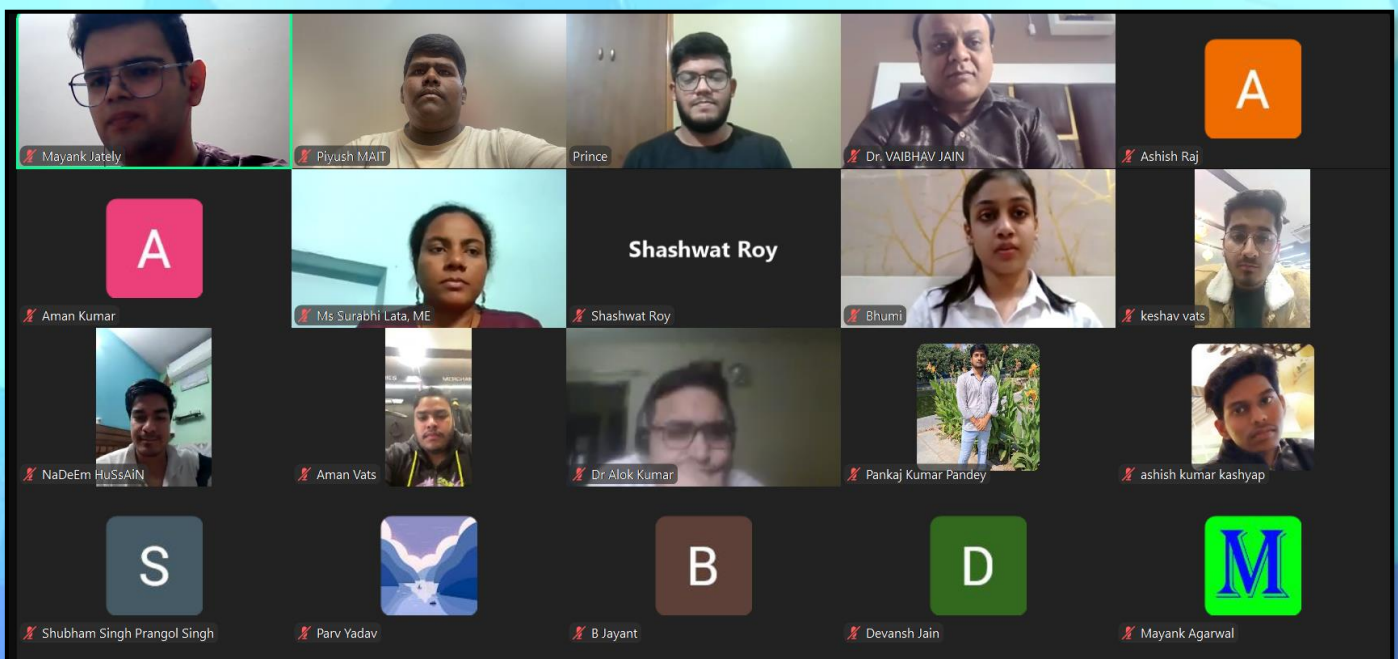 Mayank Jately
Piyush MAIT
Prince
Dr. VAIBHAV JAIN
A
Ashish Raj
A
Aman Kumar
Ms Surabhi Lata, ME
Shashwat Roy
Shashwat Roy
Bhumi
keshav vats
NaDeEm HuSsAiN
Aman Vats
Dr Alok Kumar
Pankaj Kumar Pandey
ashish kumar kashyap
S
Shubham Singh Prangol Singh
Parv Yadav
B
B Jayant
D
Devansh Jain
M
Mayank Agarwal